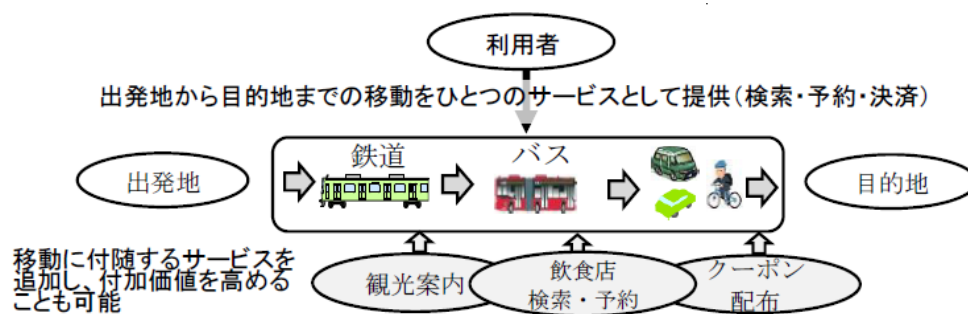 利用者
出発地から目的地までの移動をひとつのサービスとして提供(検索・予約・決済)
鉄道
バス
出発地
目的地
移動に付随するサービスを
追加し、付加価値を高める
ことも可能
観光案内
飲食店
検索・予約
クーポン
配布